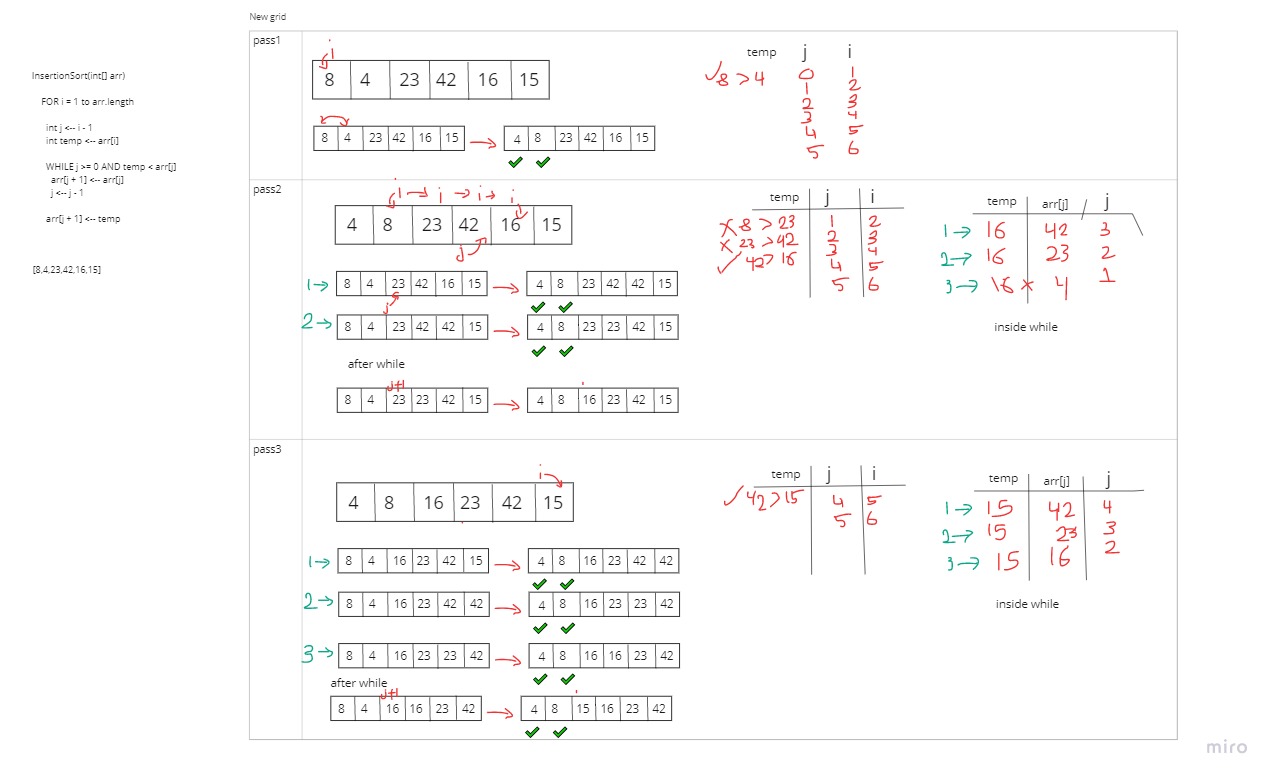 New grid
InsertionSort(int[] arr)
FOR i = 1 to arr.length
int j <-- i - 1
int temp <-- arr[i]
WHILE j >= 0 AND temp < arr[j]
arr[j + 1] <-- arr[j]
j <-- j - 1
arr[j + 1] <-- temp
[8,4,23,42,16,15]
pass1
i
8 4 23 42 16 15
8 4 23 42 16 15 4 8 23 42 16 15
temp j i
8 > 4 0 1
1 2
2 3
3 4
4 5
5 6
pass2
i i i i
4 8 23 42 16 15
j
1 8 4 23 42 16 15 4 8 23 42 42 15
j
2 8 4 23 42 42 15 4 8 23 23 42 15
after while
j+1
8 4 23 23 42 15 4 8 16 23 42 15
temp j i
8 > 23 1 2
23 > 42 2 3
42 > 16 3 4
4 5
5 6
temp arr[j] j
1 16 42 3
2 16 23 2
3 16 4 1
inside while
pass3
i
4 8 16 23 42 15
1 8 4 16 23 42 15 4 8 16 23 42 42
2 8 4 16 23 42 42 4 8 16 23 23 42
3 8 4 16 23 23 42 4 8 16 16 23 42
after while
j+1
8 4 16 16 23 42 4 8 15 16 23 42
temp j i
42 > 15 4 5
5 6
temp arr[j] j
1 15 42 4
2 15 23 3
3 15 16 2
inside while
miro